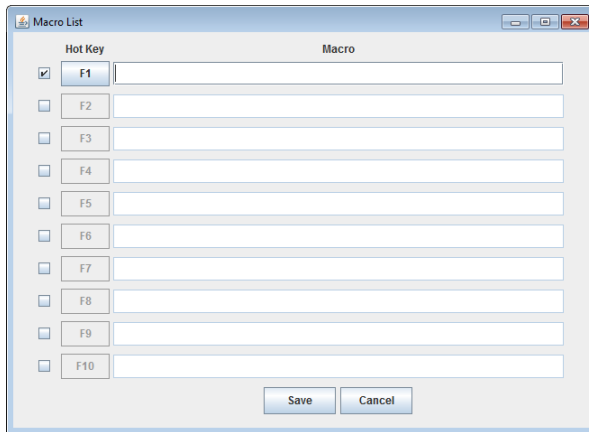 Macro List
Hot Key Macro
F1
F2
F3
F4
F5
F6
F7
F8
F9
F10
Save Cancel